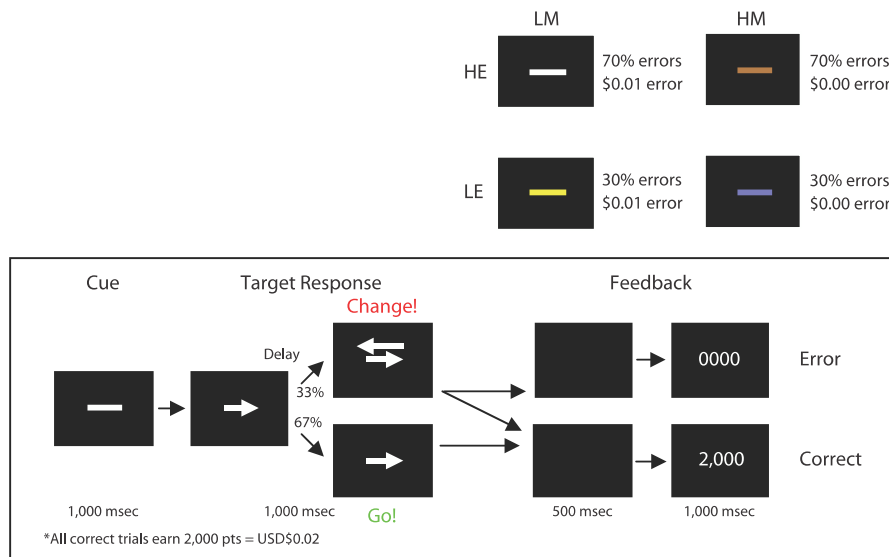 LM HM
HE 70% errors 70% errors
$0.01 error $0.00 error
LE 30% errors 30% errors
$0.01 error $0.00 error
Cue Target Response Feedback
Change!
Delay
33%
0000 Error
67%
2,000 Correct
1,000 msec 1,000 msec Go! 500 msec 1,000 msec
*All correct trials earn 2,000 pts = USD$0.02